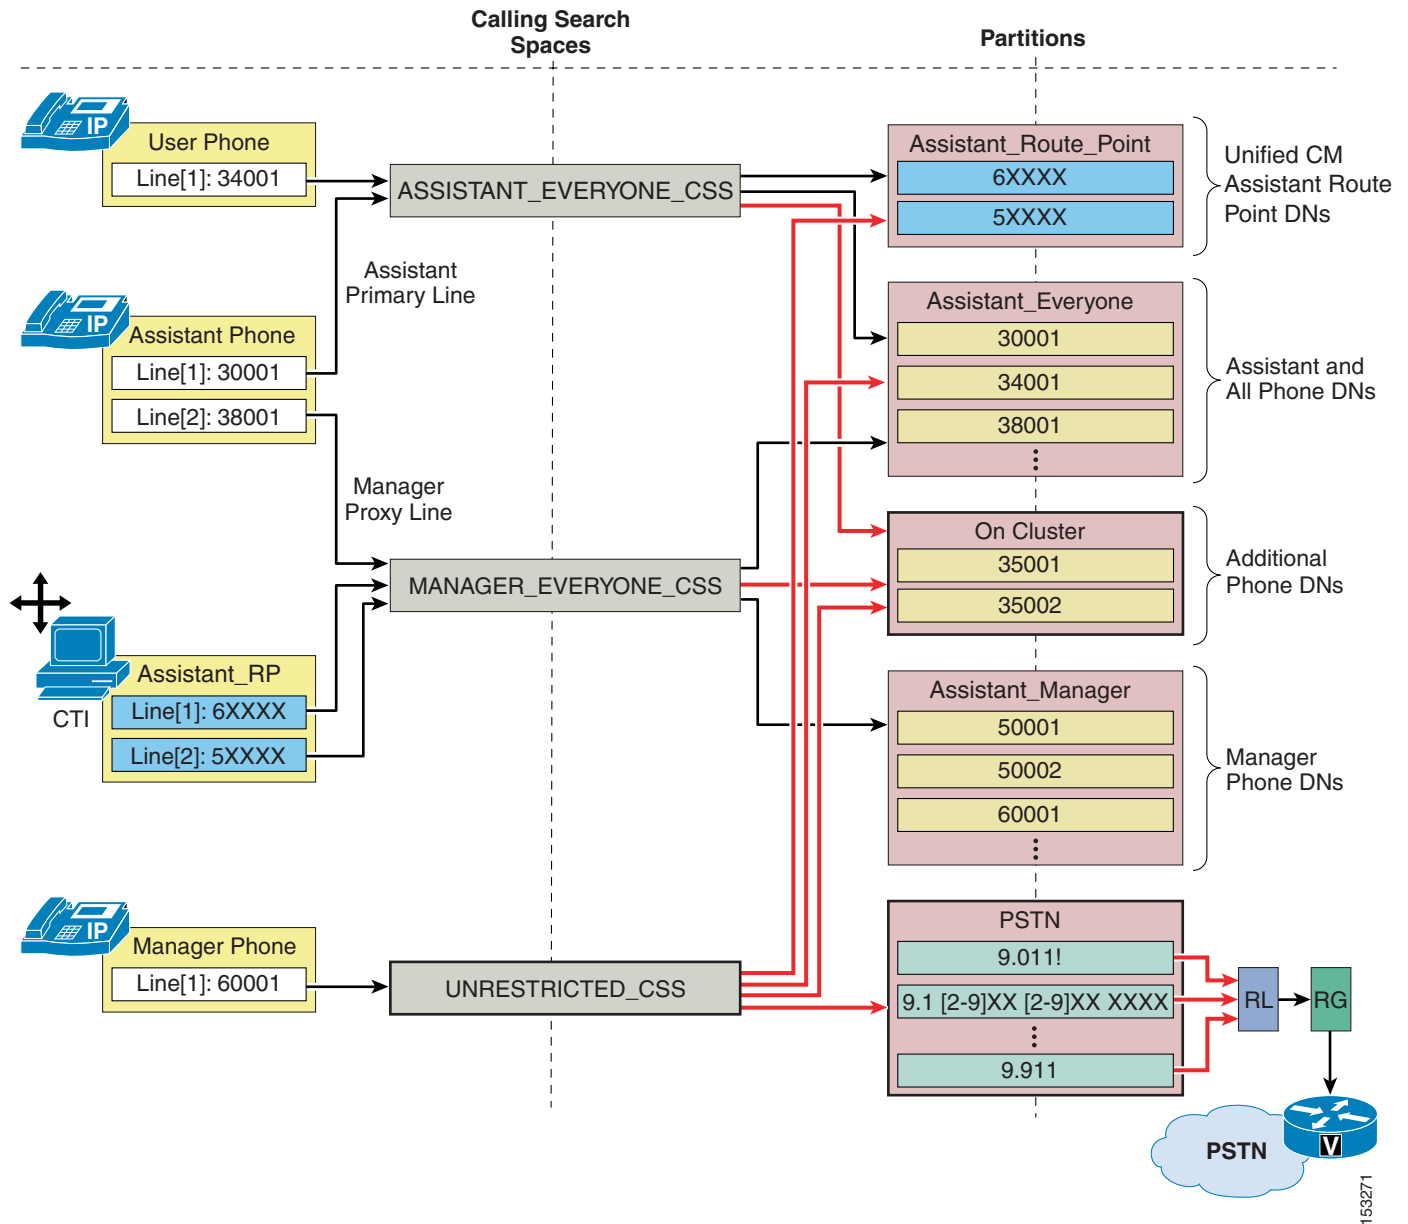 Calling Search
Spaces
Partitions
IP
User Phone
Line[1]: 34001
ASSISTANT_EVERYONE_CSS
Assistant_Route_Point
6XXXX
5XXXX
Unified CM
Assistant Route
Point DNs
Assistant
Primary Line
IP
Assistant Phone
Line[1]: 30001
Line[2]: 38001
Assistant_Everyone
30001
34001
38001
Assistant and
All Phone DNs
Manager
Proxy Line
MANAGER_EVERYONE_CSS
On Cluster
35001
35002
Additional
Phone DNs
CTI
Assistant_RP
Line[1]: 6XXXX
Line[2]: 5XXXX
Assistant_Manager
50001
50002
60001
Manager
Phone DNs
IP
Manager Phone
Line[1]: 60001
UNRESTRICTED_CSS
PSTN
9.011!
9.1 [2-9]XX [2-9]XX XXXX
9.911
RL
RG
PSTN
V
153271